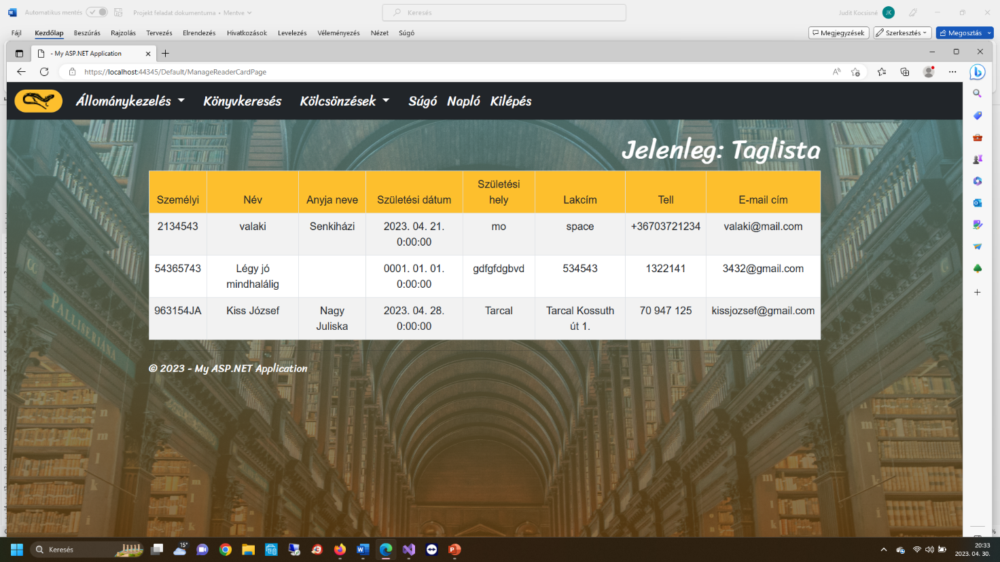 Automatikus mentés
Projekt feladat dokumentuma • Mentve
Keresés
Judit Kocsisné
JK
Fájl Kezdőlap Beszúrás Rajzolás Tervezés Elrendezés Hivatkozások Levelezés Véleményezés Nézet Súgó
Megjegyzések Szerkesztés Megosztás
- My ASP.NET Application
https://localhost:44345/Default/ManageReaderCardPage
Állománykezelés Könyvkeresés Kölcsönzések Súgó Napló Kilépés
Jelenleg: Taglista
Személyi Név Anyja neve Születési dátum Születési hely Lakcím Tell E-mail cím
2134543 valaki Senkiházi 2023. 04. 21. 0:00:00 mo space +36703721234 valaki@mail.com
54365743 Légy jó mindhalálig 0001. 01. 01. 0:00:00 gdfgfdgbvd 534543 1322141 3432@gmail.com
963154JA Kiss József Nagy Juliska 2023. 04. 28. 0:00:00 Tarcal Tarcal Kossuth út 1. 70 947 125 kissjozsef@gmail.com
© 2023 - My ASP.NET Application
PALLISERIANA
Keresés
15°
20:33
2023. 04. 30.